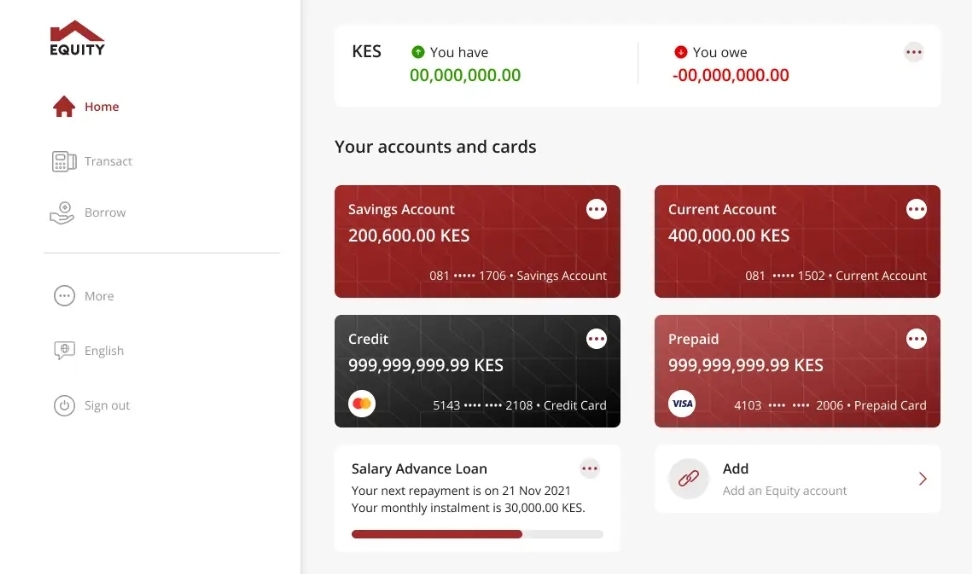 EQUITY
Home
Transact
Borrow
More
English
Sign out
KES
You have
00,000,000.00
You owe
-00,000,000.00
Your accounts and cards
Savings Account
200,600.00 KES
081 ••••• 1706 • Savings Account
Current Account
400,000.00 KES
081 ••••• 1502 • Current Account
Credit
999,999,999.99 KES
5143 •••• •••• 2108 • Credit Card
Prepaid
999,999,999.99 KES
VISA
4103 •••• •••• 2006 • Prepaid Card
Salary Advance Loan
Your next repayment is on 21 Nov 2021
Your monthly instalment is 30,000.00 KES.
Add
Add an Equity account